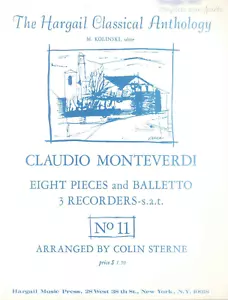 The Hargail Classical Anthology
M. KOLINSKI, editor
CLAUDIO MONTEVERDI
EIGHT PIECES and BALLETTO
3 RECORDERS-s.a.t.
No 11
ARRANGED BY COLIN STERNE
price $
Hargail Music Press, 28 West 38 th St., New York, N.Y. 10018